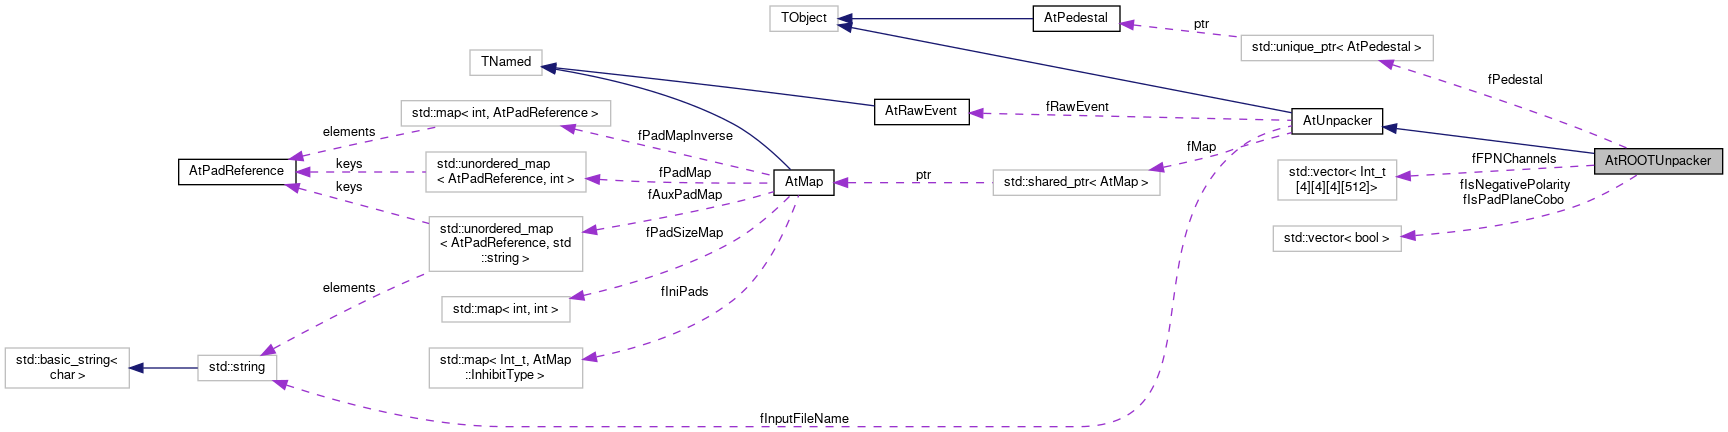 TObject
AtPedestal
ptr
std::unique_ptr< AtPedestal >
TNamed
fPedestal
std::map< int, AtPadReference >
AtRawEvent
fRawEvent
AtUnpacker
elements
fPadMapInverse
fMap
AtROOTUnpacker
AtPadReference
keys
std::unordered_map
< AtPadReference, int >
fPadMap
AtMap
ptr
std::shared_ptr< AtMap >
fFPNChannels
std::vector< Int_t
[4][4][4][512]>
keys
fAuxPadMap
fIsNegativePolarity
fIsPadPlaneCobo
std::unordered_map
< AtPadReference, std
::string >
fPadSizeMap
std::vector< bool >
elements
fIniPads
std::map< int, int >
std::basic_string<
char >
std::string
std::map< Int_t, AtMap
::InhibitType >
fInputFileName